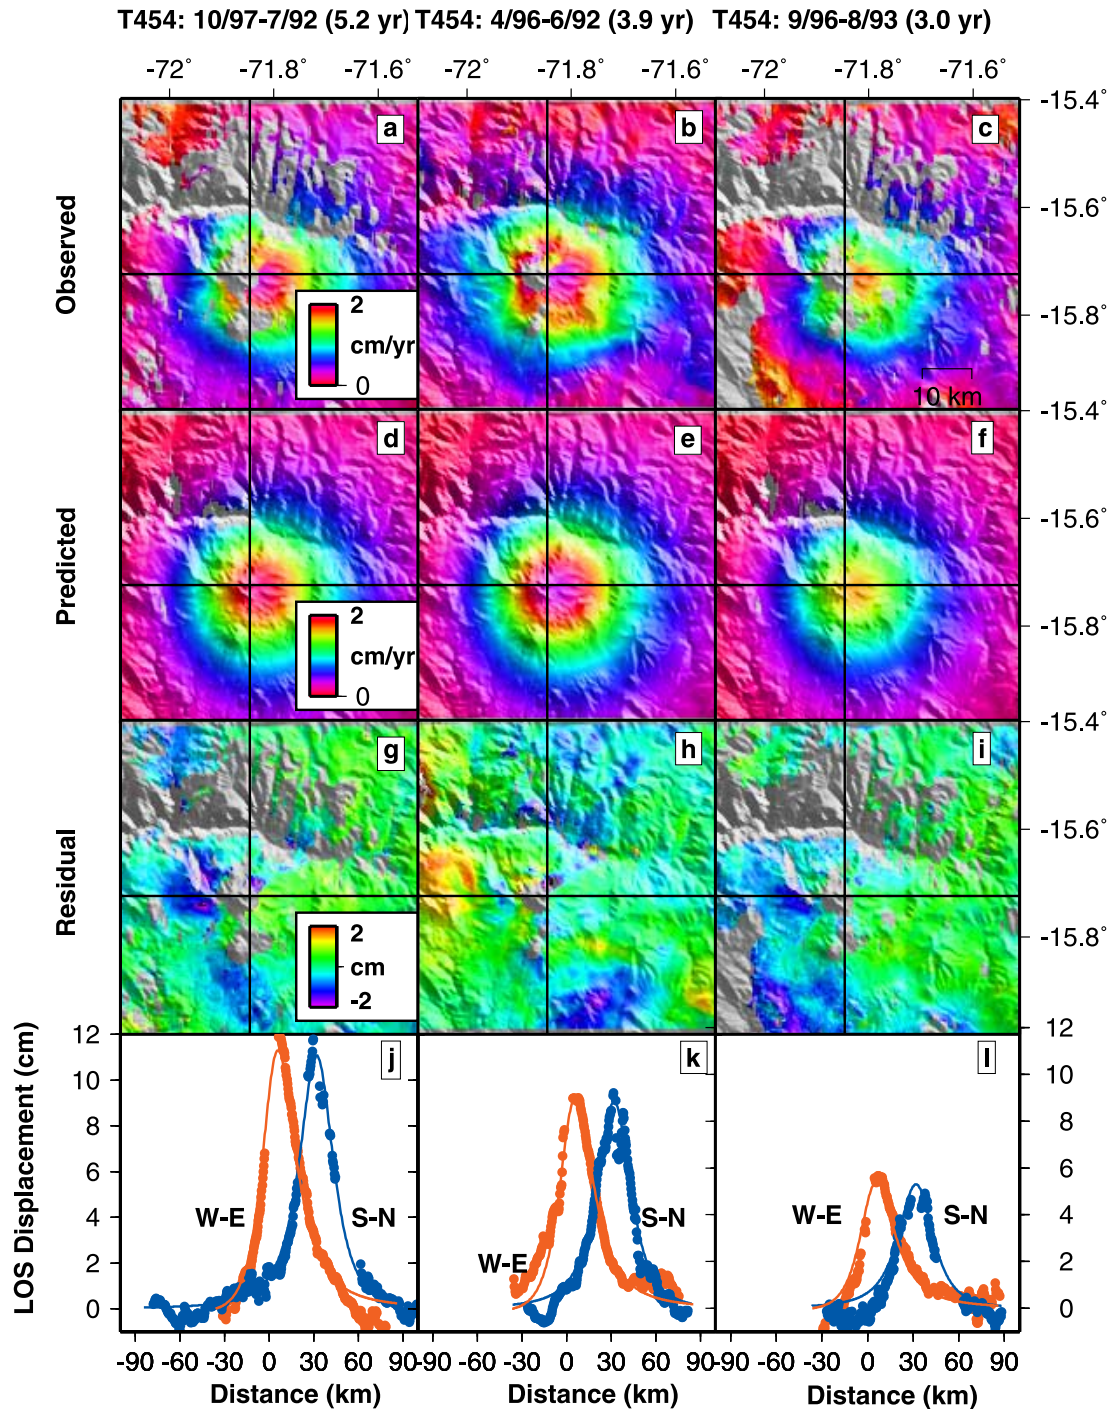 T454: 10/97-7/92 (5.2 yr) T454: 4/96-6/92 (3.9 yr) T454: 9/96-8/93 (3.0 yr)
-72˚ -71.8˚ -71.6˚ -72˚ -71.8˚ -71.6˚ -72˚ -71.8˚ -71.6˚
-15.4˚
a b c
Observed
-15.6˚
2
cm/yr
0
-15.8˚
10 km
-15.4˚
d e f
Predicted
-15.6˚
2
cm/yr
0
-15.8˚
-15.4˚
g h i
Residual
-15.6˚
2
cm
-2
-15.8˚
LOS Displacement (cm)
12 12
j k l
10 10
8 8
6 6
W-E S-N
W-E S-N
W-E S-N
4 4
2 2
0 0
-90 -60 -30 0 30 60 90 -90 -60 -30 0 30 60 90 -90 -60 -30 0 30 60 90
Distance (km) Distance (km) Distance (km)